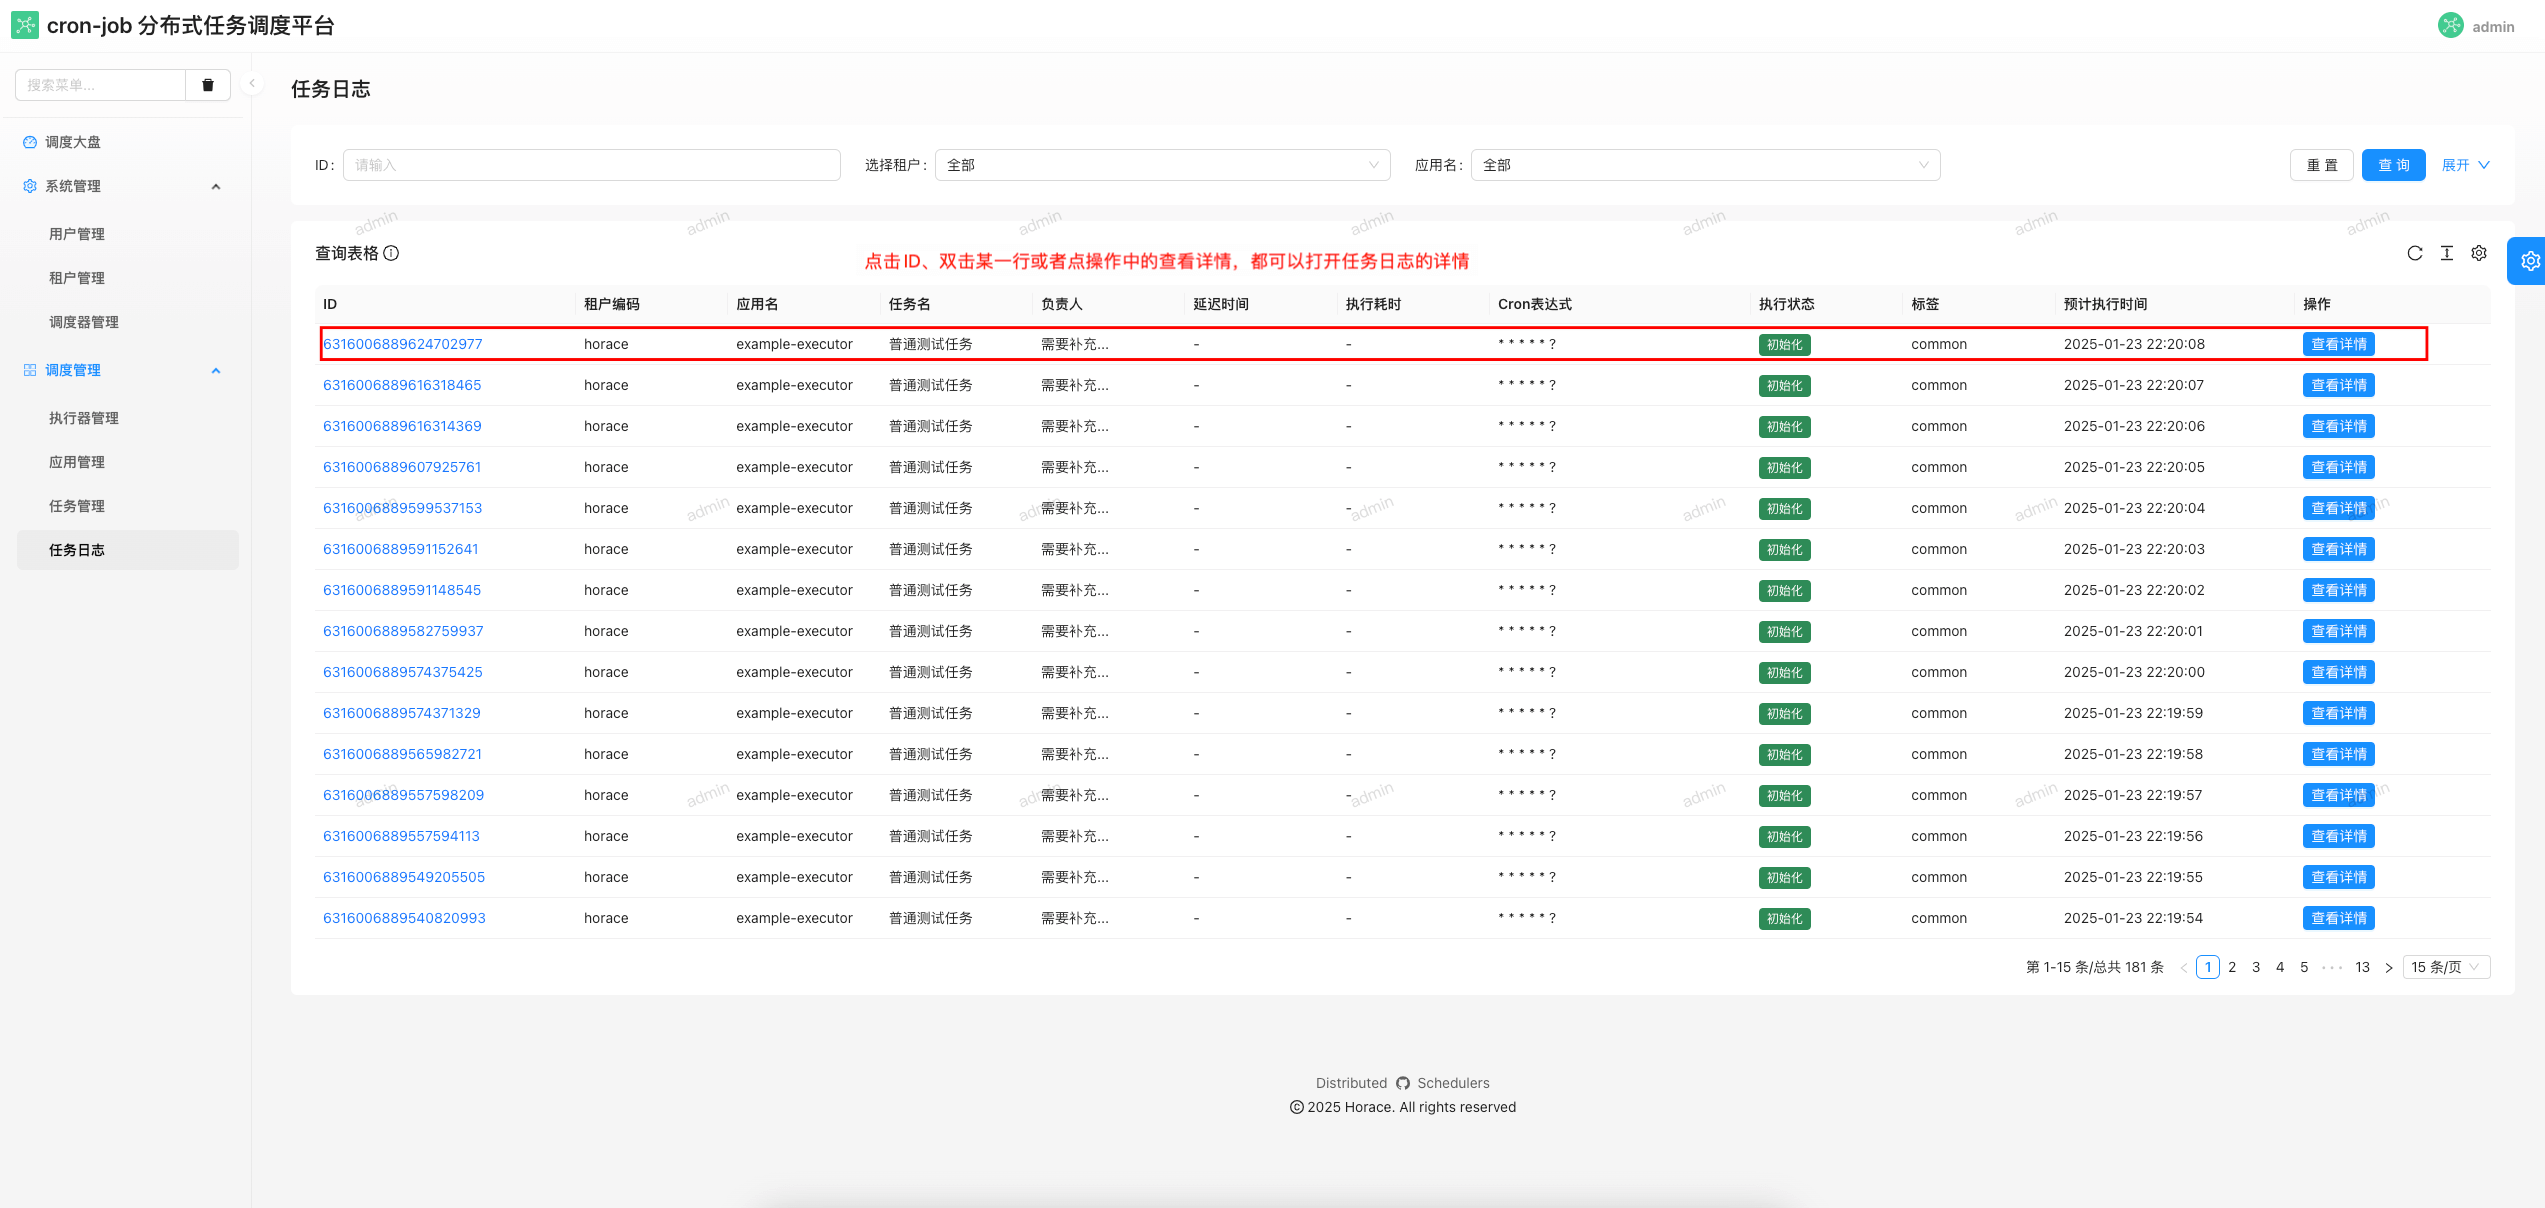 cron-job 分布式任务调度平台
admin
搜索菜单...
调度大盘
系统管理
用户管理
租户管理
调度器管理
调度管理
执行器管理
应用管理
任务管理
任务日志
任务日志
ID: 请输入 选择租户: 全部 应用名: 全部 重 置 查 询 展开
admin admin admin admin admin admin admin
查询表格
点击ID、双击某一行或者点操作中的查看详情，都可以打开任务日志的详情
ID 租户编码 应用名 任务名 负责人 延迟时间 执行耗时 Cron表达式 执行状态 标签 预计执行时间 操作
6316006889624702977 horace example-executor 普通测试任务 需要补充... - - * * * * * ? 初始化 common 2025-01-23 22:20:08 查看详情
6316006889616318465 horace example-executor 普通测试任务 需要补充... - - * * * * * ? 初始化 common 2025-01-23 22:20:07 查看详情
6316006889616314369 horace example-executor 普通测试任务 需要补充... - - * * * * * ? 初始化 common 2025-01-23 22:20:06 查看详情
6316006889607925761 horace example-executor 普通测试任务 需要补充... - - * * * * * ? 初始化 common 2025-01-23 22:20:05 查看详情
6316006889599537153 horace example-executor 普通测试任务 需要补充... - - * * * * * ? 初始化 common 2025-01-23 22:20:04 查看详情
admin admin admin admin admin admin admin
6316006889591152641 horace example-executor 普通测试任务 需要补充... - - * * * * * ? 初始化 common 2025-01-23 22:20:03 查看详情
6316006889591148545 horace example-executor 普通测试任务 需要补充... - - * * * * * ? 初始化 common 2025-01-23 22:20:02 查看详情
6316006889582759937 horace example-executor 普通测试任务 需要补充... - - * * * * * ? 初始化 common 2025-01-23 22:20:01 查看详情
6316006889574375425 horace example-executor 普通测试任务 需要补充... - - * * * * * ? 初始化 common 2025-01-23 22:20:00 查看详情
6316006889574371329 horace example-executor 普通测试任务 需要补充... - - * * * * * ? 初始化 common 2025-01-23 22:19:59 查看详情
6316006889565982721 horace example-executor 普通测试任务 需要补充... - - * * * * * ? 初始化 common 2025-01-23 22:19:58 查看详情
6316006889557598209 horace example-executor 普通测试任务 需要补充... - - * * * * * ? 初始化 common 2025-01-23 22:19:57 查看详情
admin admin admin admin admin admin admin
6316006889557594113 horace example-executor 普通测试任务 需要补充... - - * * * * * ? 初始化 common 2025-01-23 22:19:56 查看详情
6316006889549205505 horace example-executor 普通测试任务 需要补充... - - * * * * * ? 初始化 common 2025-01-23 22:19:55 查看详情
6316006889540820993 horace example-executor 普通测试任务 需要补充... - - * * * * * ? 初始化 common 2025-01-23 22:19:54 查看详情
第 1-15 条/总共 181 条 < 1 2 3 4 5 ••• 13 > 15 条/页
Distributed Schedulers
© 2025 Horace. All rights reserved